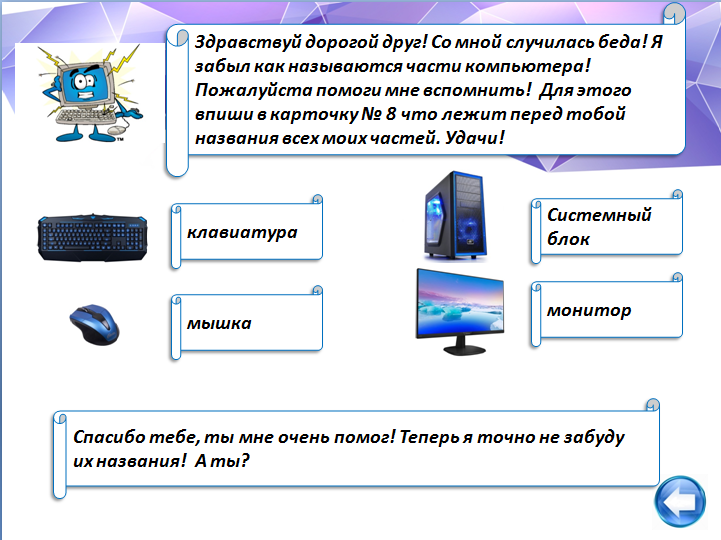 Здравствуй дорогой друг! Со мной случилась беда! Я
забыл как называются части компьютера!
Пожалуйста помоги мне вспомнить!  Для этого
впиши в карточку № 8 что лежит перед тобой
названия всех моих частей. Удачи!
клавиатура
Системный
блок
мышка
монитор
Спасибо тебе, ты мне очень помог! Теперь я точно не забуду
их названия!  А ты?